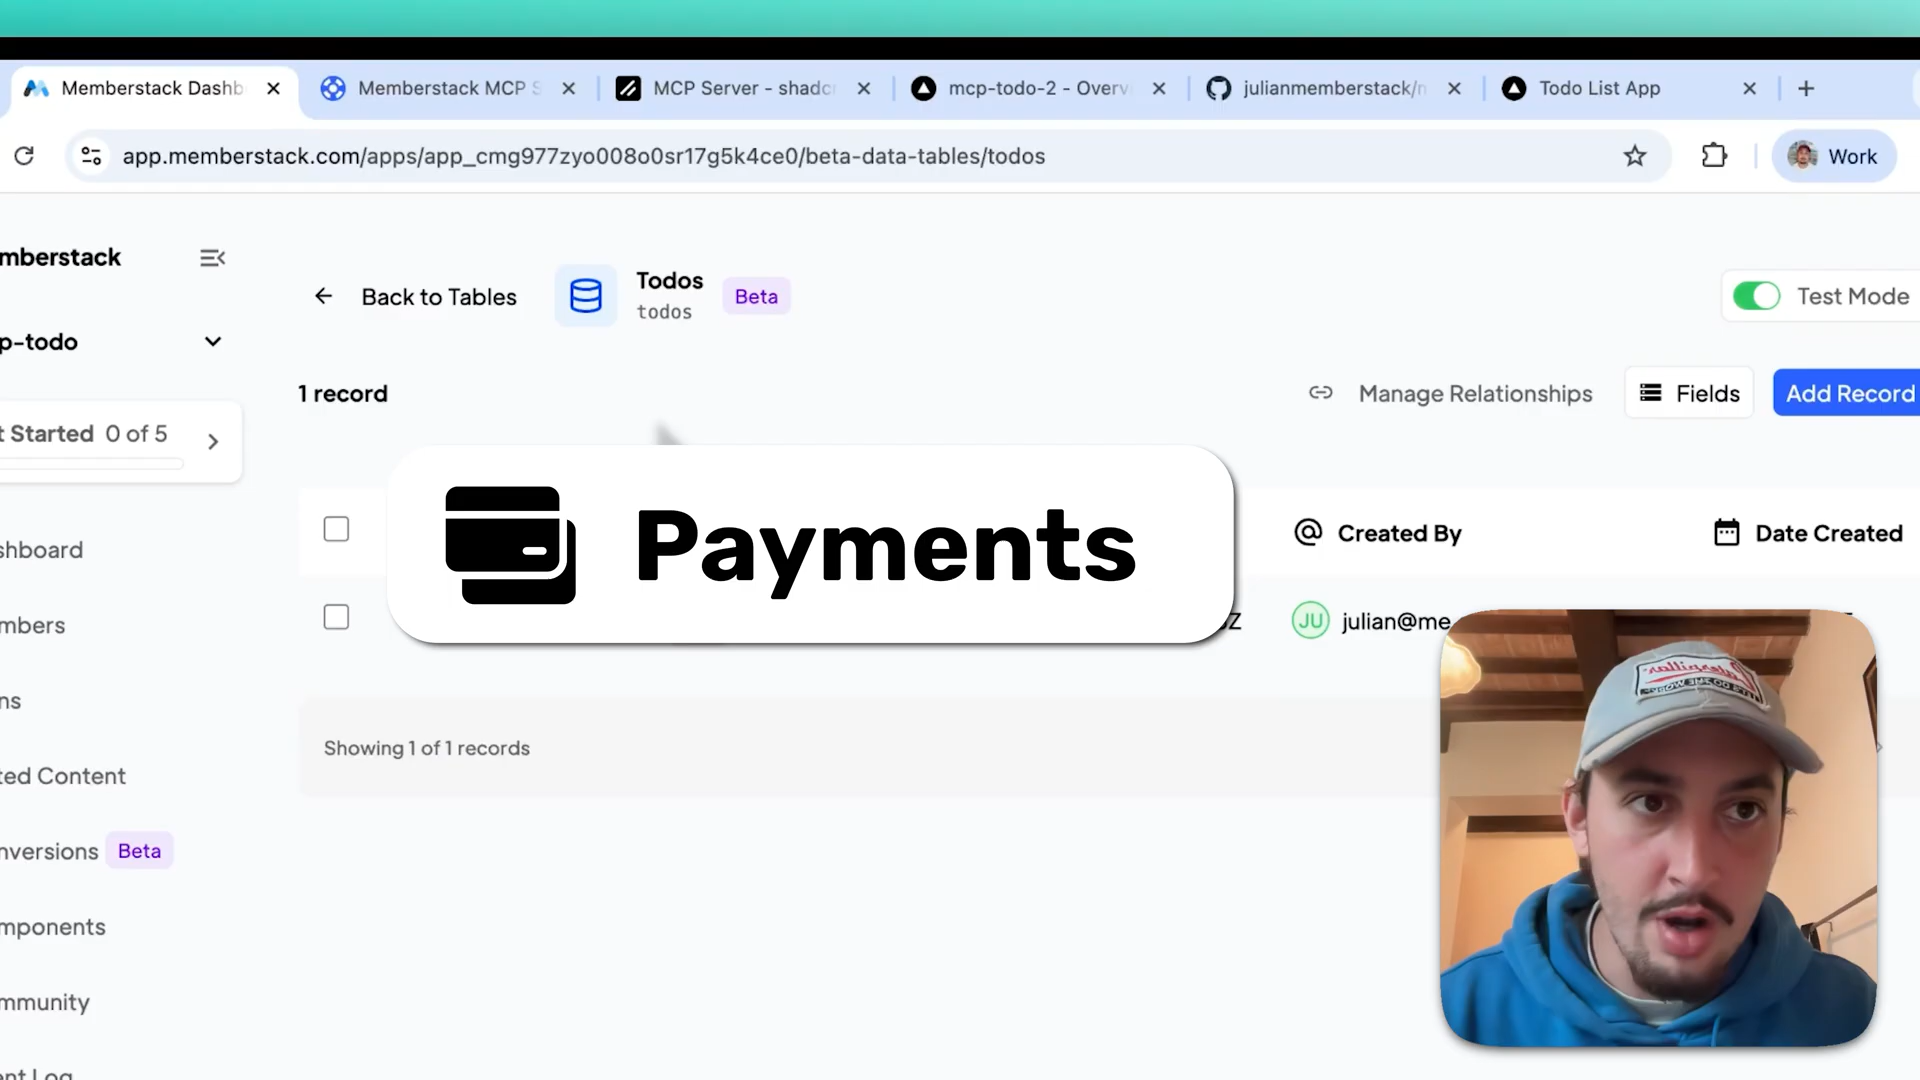 Memberstack Dashb
Memberstack MCP S
MCP Server - shadc
mcp-todo-2 - Overv
julianmemberstack/
Todo List App
app.memberstack.com/apps/app_cmg977zyo008o0sr17g5k4ce0/beta-data-tables/todos
Work
mberstack
p-todo
t Started 0 of 5
shboard
mbers
ns
ted Content
nversions Beta
mponents
mmunity
ent Log
Back to Tables
Todos
todos
Beta
Test Mode
1 record
Manage Relationships
Fields
Add Record
Payments
Created By
Date Created
JU
julian@me
Showing 1 of 1 records